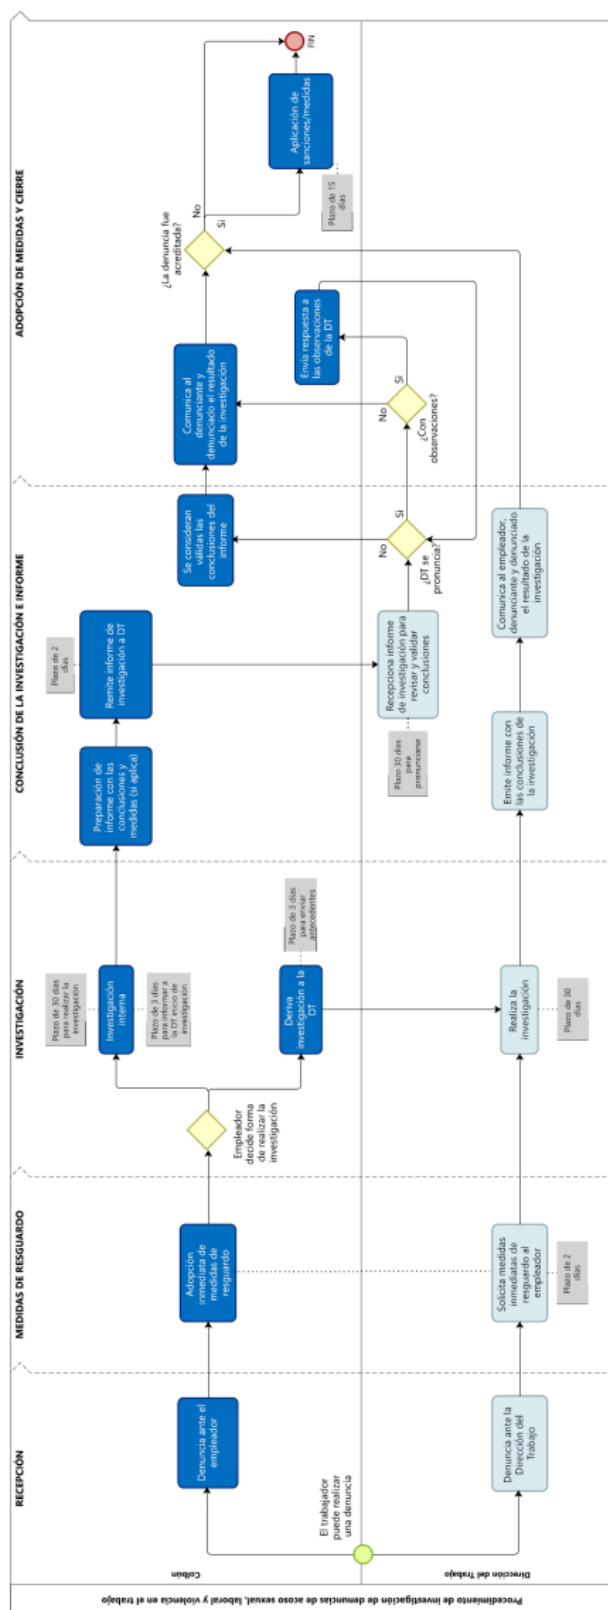 Procedimiento de investigación de denuncias de acoso sexual, laboral y violencia en el trabajo
Colbún
Dirección del Trabajo
RECEPCIÓN
MEDIDAS DE RESGUARDO
INVESTIGACIÓN
CONCLUSIÓN DE LA INVESTIGACIÓN E INFORME
ADOPCIÓN DE MEDIDAS Y CIERRE
El trabajador
puede realizar
una denuncia
Denuncia ante el
empleador
Denuncia ante la
Dirección del
Trabajo
Adopción
inmediata de
medidas de
resguardo
Solicita medidas
inmediatas de
resguardo al
empleador
Plazo de 2
días
Empleador
decide forma
de realizar la
investigación
Plazo de 30 días
para realizar la
investigación
Investigación
interna
Plazo de 3 días
para informar a
la DT inicio de
investigación
Plazo de 3 días
para enviar
antecedentes
Deriva
investigación a la
DT
Realiza la
investigación
Plazo de 30
días
Preparación de
informe con las
conclusiones y
medidas (si aplica)
Plazo de 2
días
Remite informe de
investigación a DT
Recepciona informe
de investigación para
revisar y validar
conclusiones
Plazo 30 días
para
pronunciarse
Emite informe con
las conclusiones de
la investigación
Comunica al empleador,
denunciante y denunciado
el resultado de la
investigación
Se consideran
válidas las
conclusiones del
informe
No
Si
¿DT se
pronuncia?
Comunica al
denunciante y
denunciado el resultado
de la investigación
Envía respuesta a
las observaciones
de la DT
No
Si
¿Con
observaciones?
¿La denuncia fue
acreditada?
No
Si
Aplicación de
sanciones/medidas
Plazo de 15
días
FIN